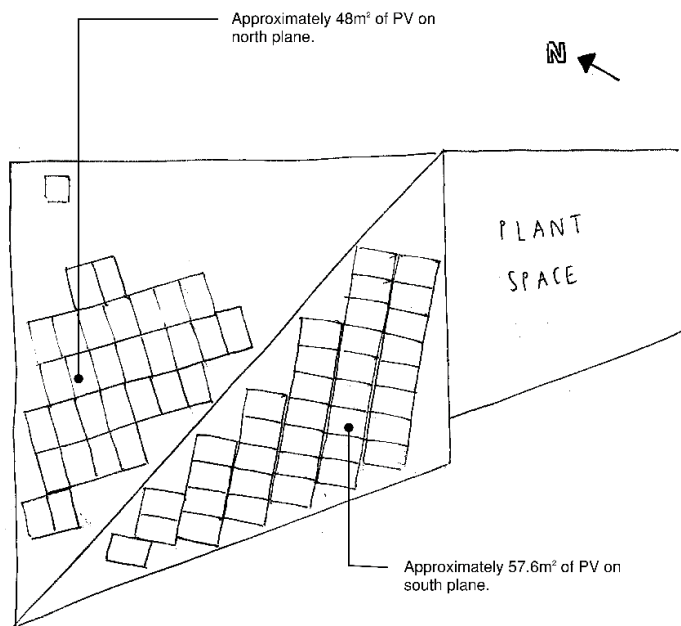 Approximately 48m² of PV on
north plane.
N
PLANT
SPACE
Approximately 57.6m² of PV on
south plane.